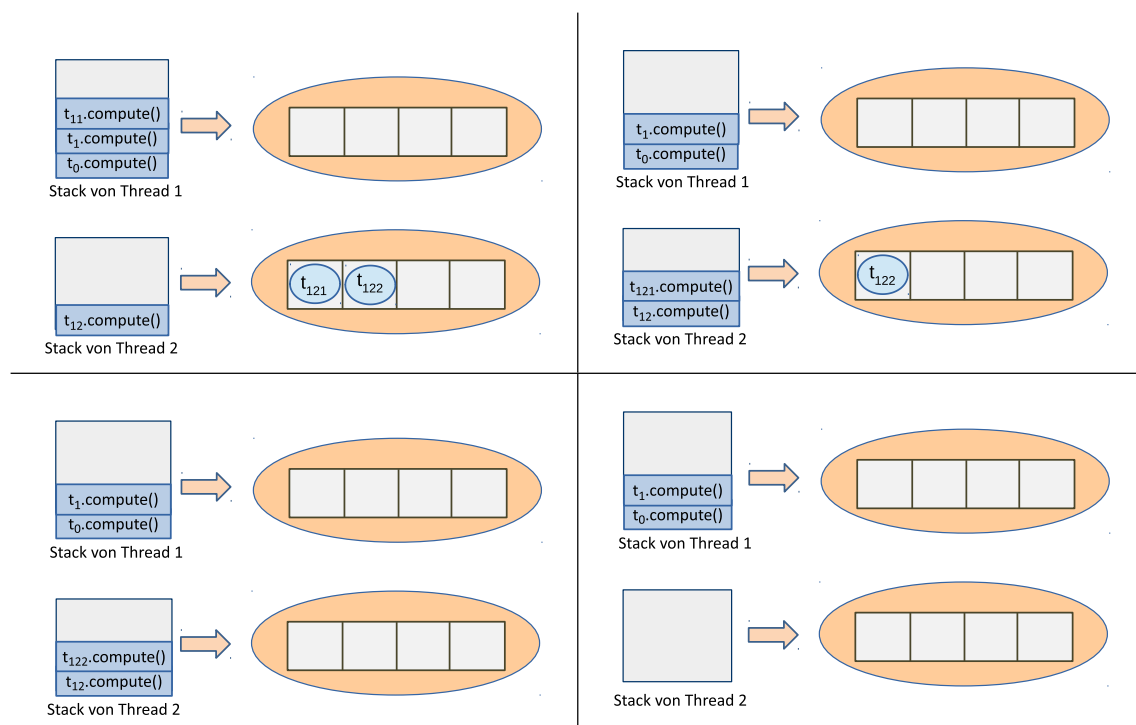 t₁₁.compute()
t₁.compute()
t₀.compute()
Stack von Thread 1
t₁₂₁ t₁₂₂
t₁₂.compute()
Stack von Thread 2
t₁.compute()
t₀.compute()
Stack von Thread 1
t₁₂₂
t₁₂₁.compute()
t₁₂.compute()
Stack von Thread 2
t₁.compute()
t₀.compute()
Stack von Thread 1
t₁₂₂.compute()
t₁₂.compute()
Stack von Thread 2
t₁.compute()
t₀.compute()
Stack von Thread 1
Stack von Thread 2